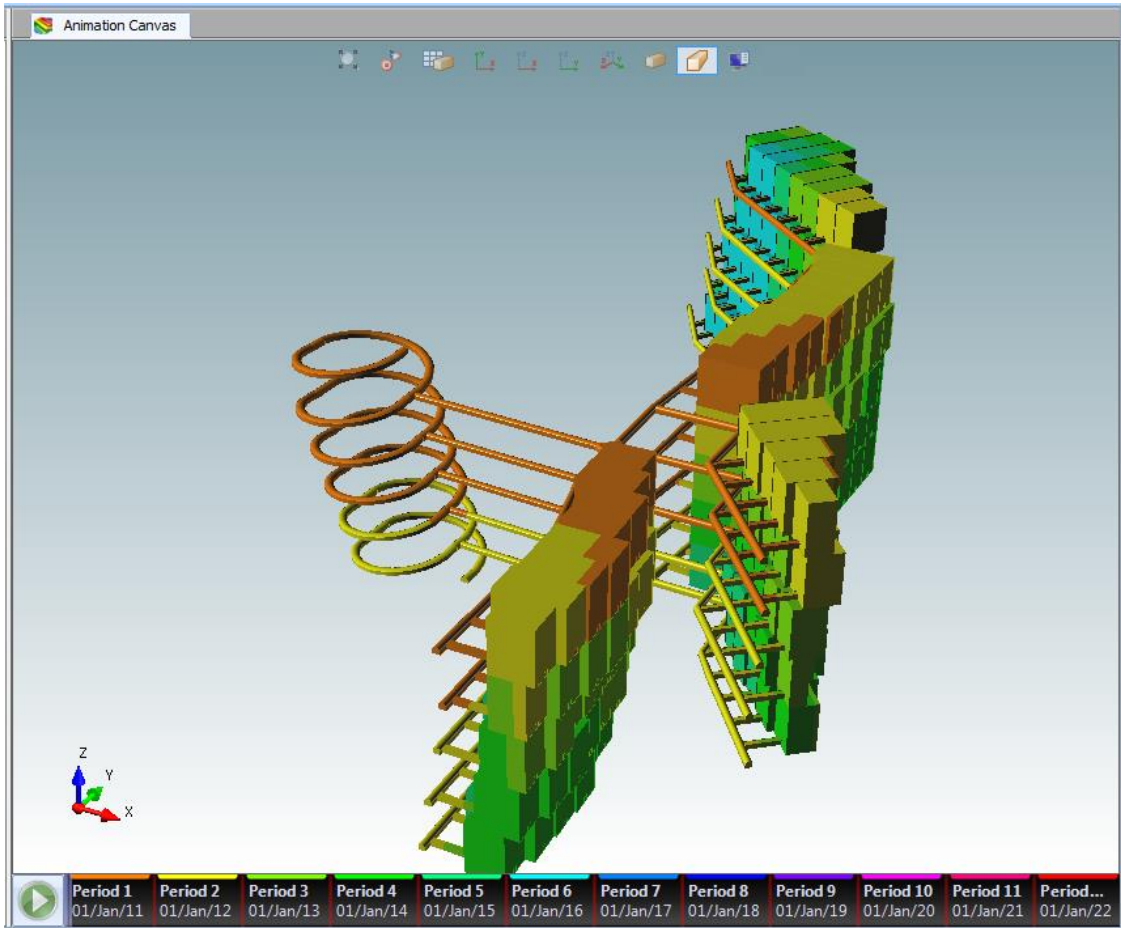 Animation Canvas
Z
Y
X
Period 1
01/Jan/11
Period 2
01/Jan/12
Period 3
01/Jan/13
Period 4
01/Jan/14
Period 5
01/Jan/15
Period 6
01/Jan/16
Period 7
01/Jan/17
Period 8
01/Jan/18
Period 9
01/Jan/19
Period 10
01/Jan/20
Period 11
01/Jan/21
Period...
01/Jan/22